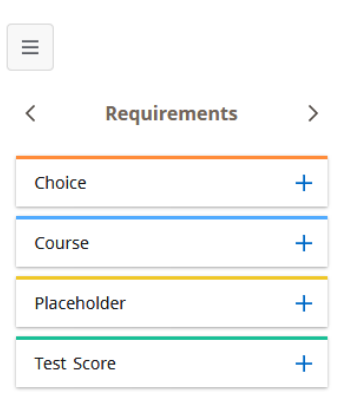 Requirements
Choice
Course
Placeholder
Test Score